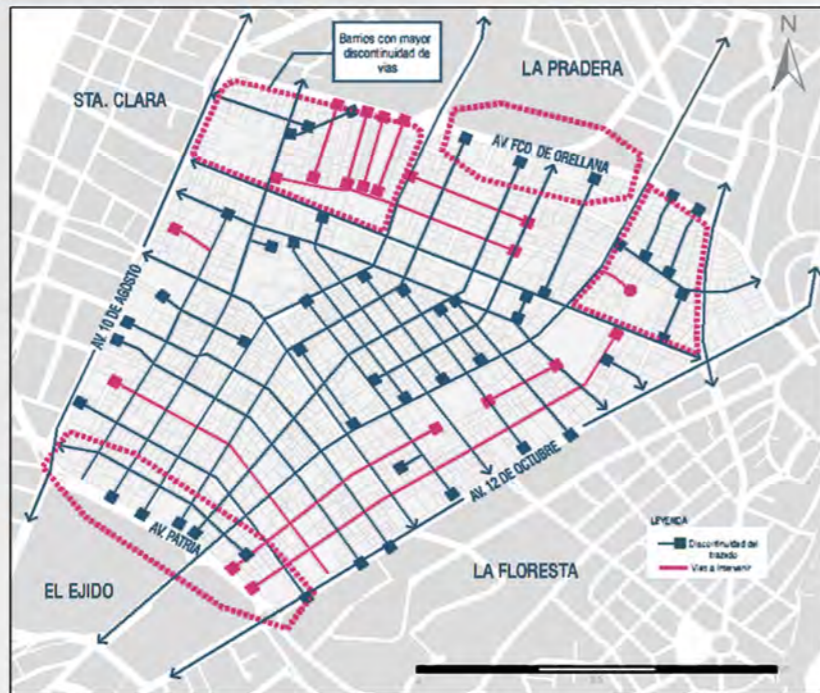 N
Barrios con mayor
discontinuidad de
vías
LA PRADERA
STA. CLARA
AV. FCO. DE ORELLANA
AV. 10 DE AGOSTO
AV. 12 DE OCTUBRE
AV. PATRIA
LEYENDA
Discontinuidad del
trazado
Vías a intervenir
LA FLORESTA
EL EJIDO